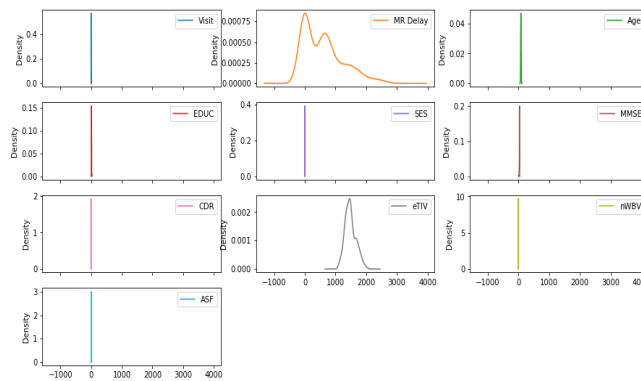 Density
0.4
0.2
0.0
Visit
Density
0.00075
0.00050
0.00025
0.00000
MR Delay
Density
0.04
0.02
0.00
Age
Density
0.15
0.10
0.05
0.00
EDUC
Density
0.4
0.2
0.0
SES
Density
0.2
0.1
0.0
MMSE
Density
2
1
0
CDR
Density
0.002
0.001
0.000
eTIV
-1000 0 1000 2000 3000 4000
Density
10
5
0
nWBV
-1000 0 1000 2000 3000 4000
Density
3
2
1
0
ASF
-1000 0 1000 2000 3000 4000